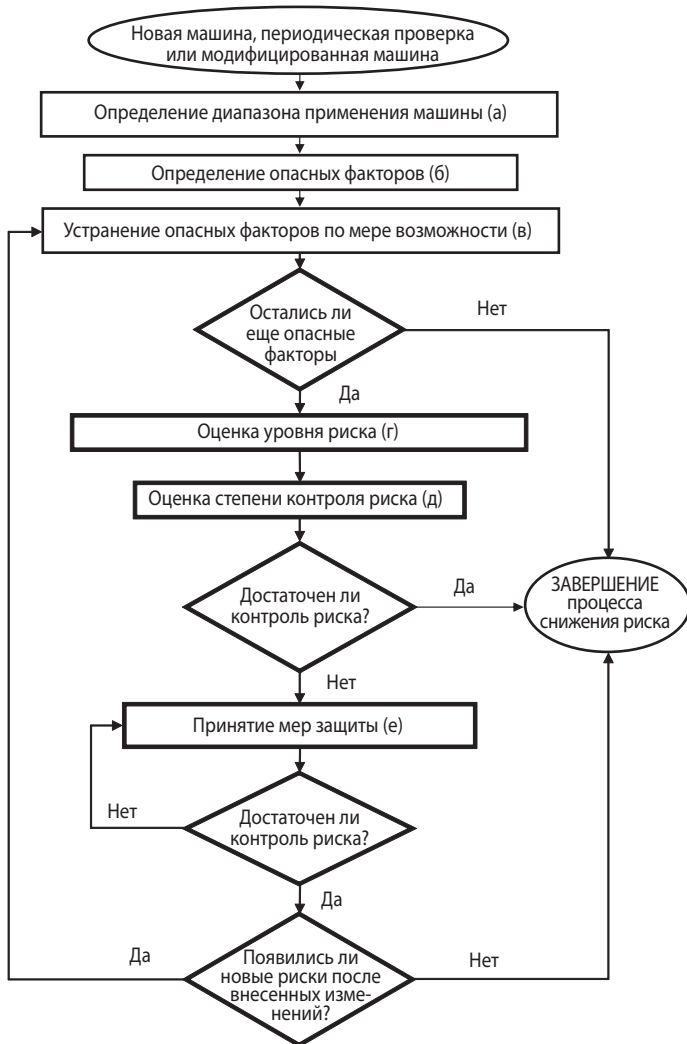 Новая машина, периодическая проверка
или модифицированная машина
Определение диапазона применения машины (а)
Определение опасных факторов (б)
Устранение опасных факторов по мере возможности (в)
Остались ли
еще опасные
факторы
Нет
Да
Оценка уровня риска (г)
Оценка степени контроля риска (д)
Достаточен ли
контроль риска?
Да
ЗАВЕРШЕНИЕ
процесса
снижения риска
Нет
Принятие мер защиты (е)
Нет
Достаточен ли
контроль риска?
Да
Да
Появились ли
новые риски после
внесенных изме-
нений?
Нет